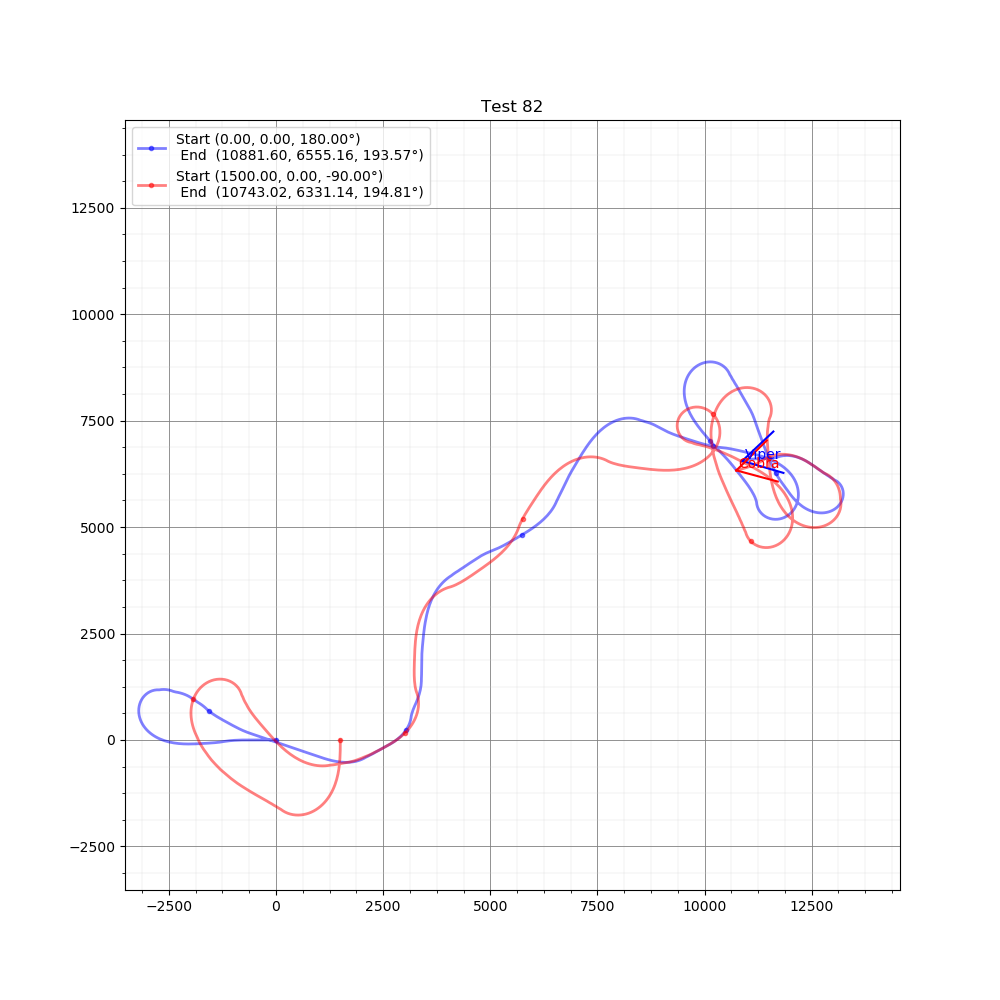 Test 82
Start (0.00, 0.00, 180.00°)
End  (10881.60, 6555.16, 193.57°)
Start (1500.00, 0.00, -90.00°)
End  (10743.02, 6331.14, 194.81°)
12500
10000
7500
5000
2500
0
−2500
Viper
Cobra
−2500 0 2500 5000 7500 10000 12500